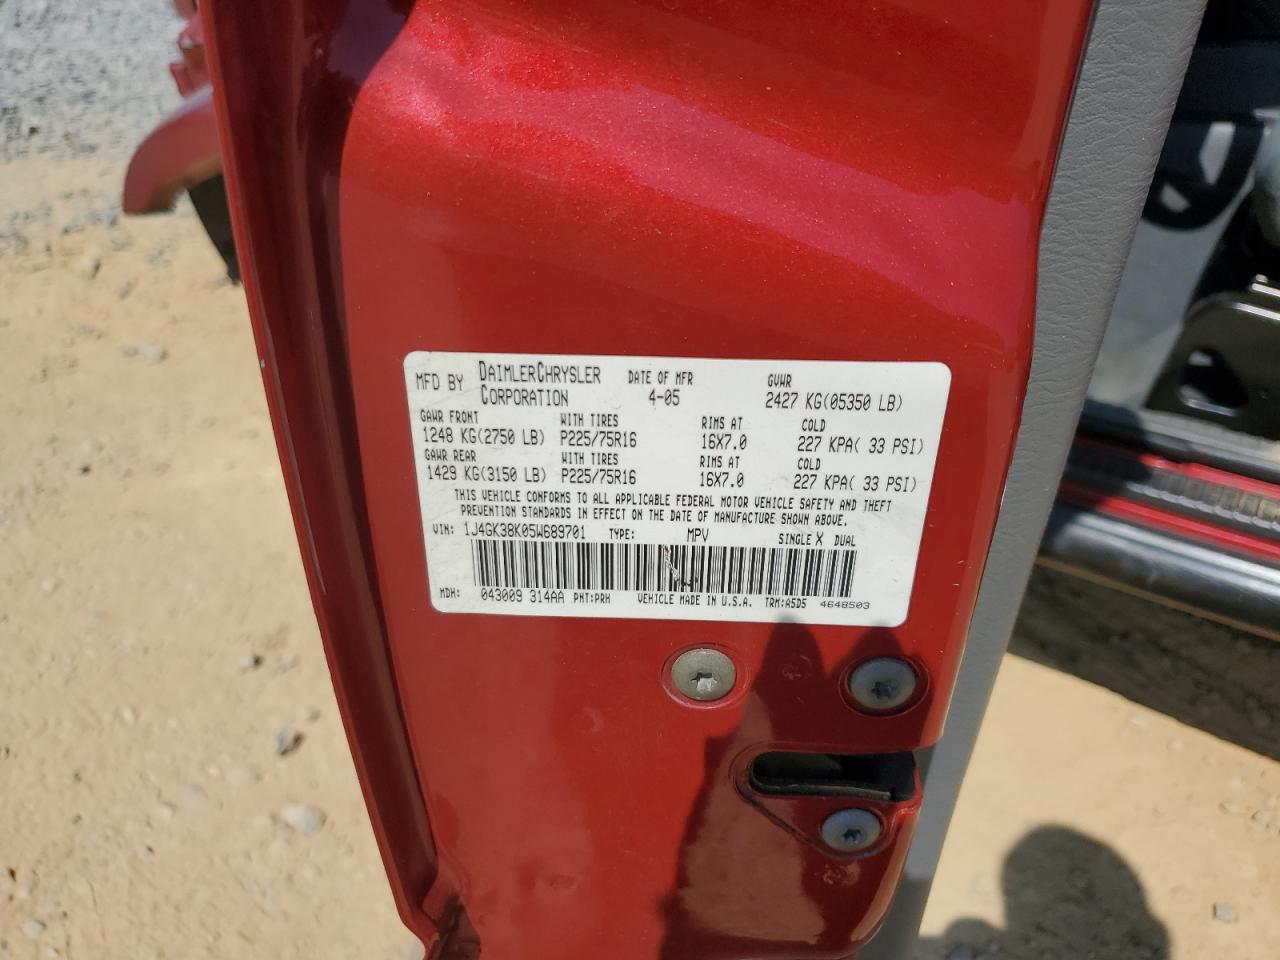 MFD BY DAIMLERCHRYSLER CORPORATION DATE OF MFR 4-05 GVWR 2427 KG(05350 LB)
GAWR FRONT WITH TIRES RIMS AT COLD
1248 KG(2750 LB) P225/75R16 16X7.0 227 KPA( 33 PSI)
GAWR REAR WITH TIRES RIMS AT COLD
1429 KG(3150 LB) P225/75R16 16X7.0 227 KPA( 33 PSI)
THIS VEHICLE CONFORMS TO ALL APPLICABLE FEDERAL MOTOR VEHICLE SAFETY AND THEFT
PREVENTION STANDARDS IN EFFECT ON THE DATE OF MANUFACTURE SHOWN ABOVE.
VIN: 1J4GK38K05W689701 TYPE: MPV SINGLE X DUAL
MDH: 043009 314AA PNT:PRH VEHICLE MADE IN U.S.A. TRM:A5D5 4648503